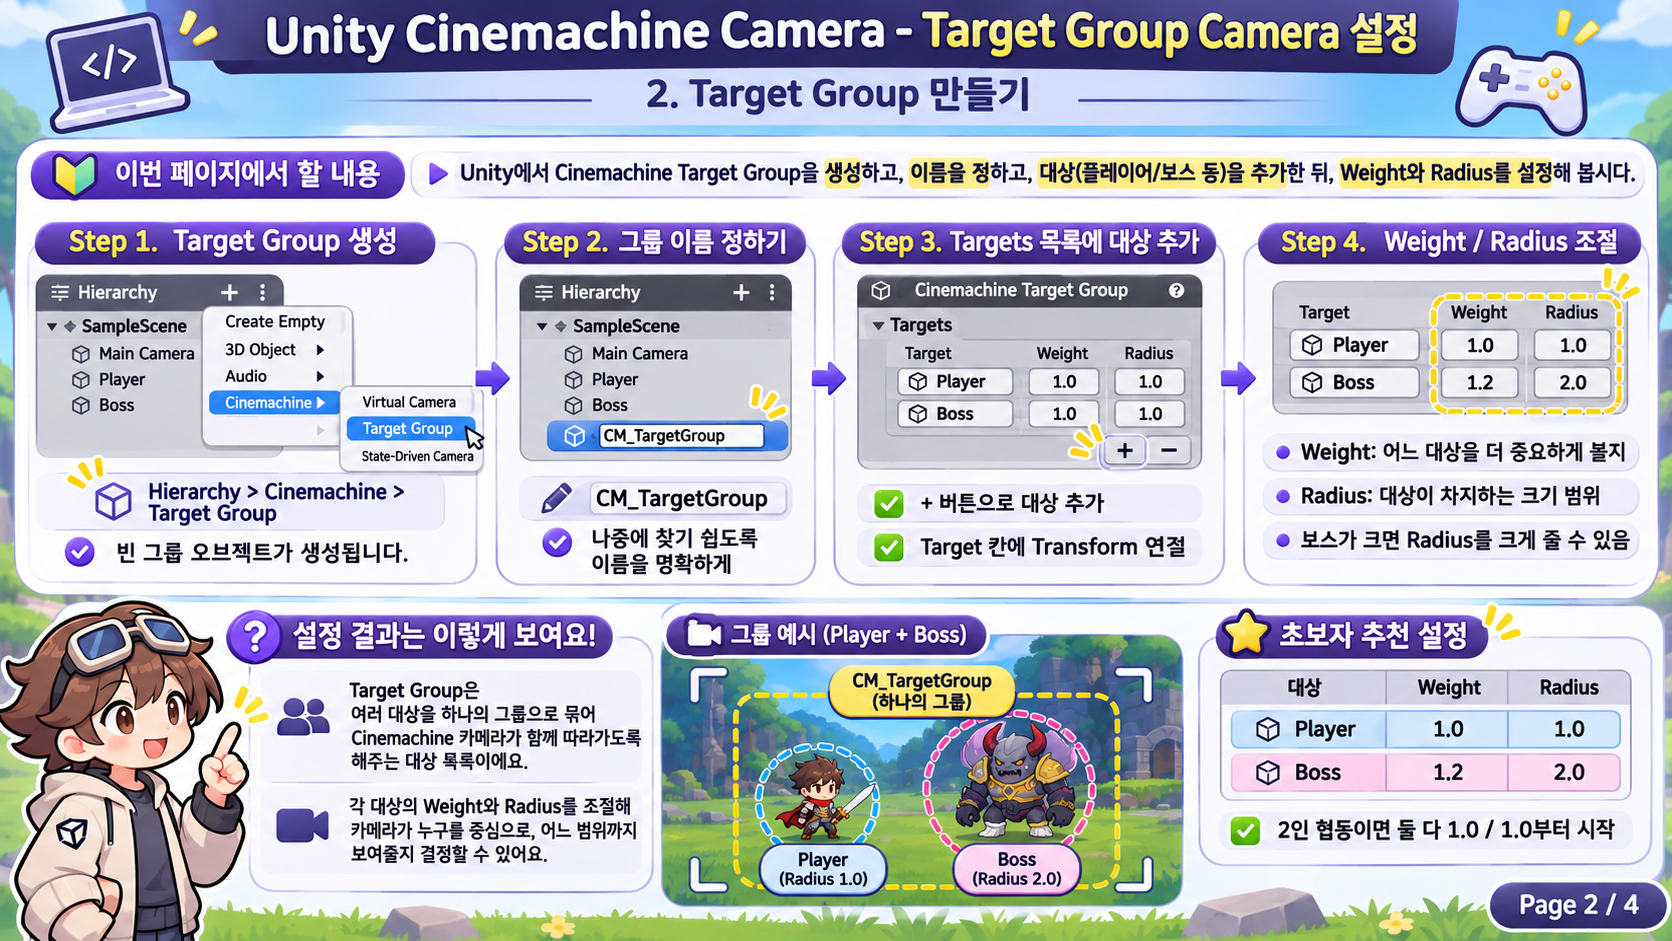 </>
Unity Cinemachine Camera - Target Group Camera 설정
2. Target Group 만들기
이번 페이지에서 할 내용
Unity에서 Cinemachine Target Group을 생성하고, 이름을 정하고, 대상(플레이어/보스 등)을 추가한 뒤, Weight와 Radius를 설정해 봅시다.
Step 1. Target Group 생성
Hierarchy
SampleScene
Main Camera
Player
Boss
Create Empty
3D Object
Audio
Cinemachine
Virtual Camera
Target Group
State-Driven Camera
Hierarchy > Cinemachine >
Target Group
빈 그룹 오브젝트가 생성됩니다.
Step 2. 그룹 이름 정하기
Hierarchy
SampleScene
Main Camera
Player
Boss
CM_TargetGroup
CM_TargetGroup
나중에 찾기 쉽도록
이름을 명확하게
Step 3. Targets 목록에 대상 추가
Cinemachine Target Group ?
Targets
Target Weight Radius
Player 1.0 1.0
Boss 1.0 1.0
+ −
+ 버튼으로 대상 추가
Target 칸에 Transform 연결
Step 4. Weight / Radius 조절
Target Weight Radius
Player 1.0 1.0
Boss 1.2 2.0
Weight: 어느 대상을 더 중요하게 볼지
Radius: 대상이 차지하는 크기 범위
보스가 크면 Radius를 크게 줄 수 있음
? 설정 결과는 이렇게 보여요!
Target Group은
여러 대상을 하나의 그룹으로 묶어
Cinemachine 카메라가 함께 따라가도록
해주는 대상 목록이에요.
각 대상의 Weight와 Radius를 조절해
카메라가 누구를 중심으로, 어느 범위까지
보여줄지 결정할 수 있어요.
그룹 예시 (Player + Boss)
CM_TargetGroup
(하나의 그룹)
Player
(Radius 1.0)
Boss
(Radius 2.0)
초보자 추천 설정
대상 Weight Radius
Player 1.0 1.0
Boss 1.2 2.0
2인 협동이면 둘 다 1.0 / 1.0부터 시작
Page 2 / 4